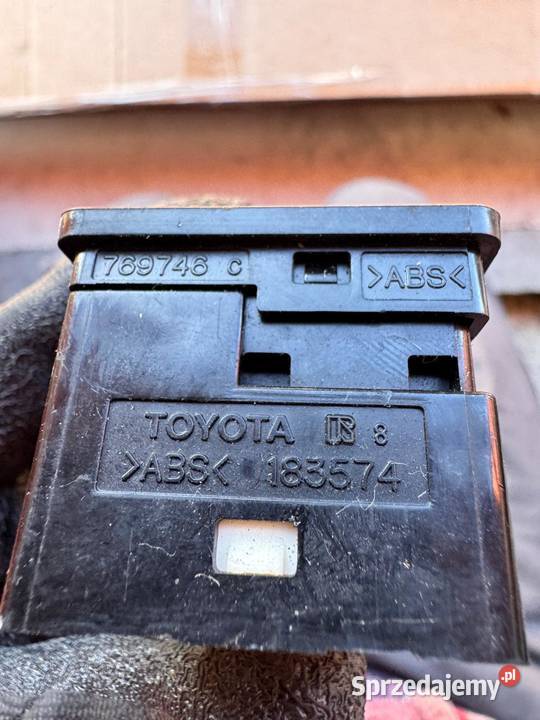 769746 C >ABS<
TOYOTA 8
>ABS< 183574
Sprzedajemy.pl